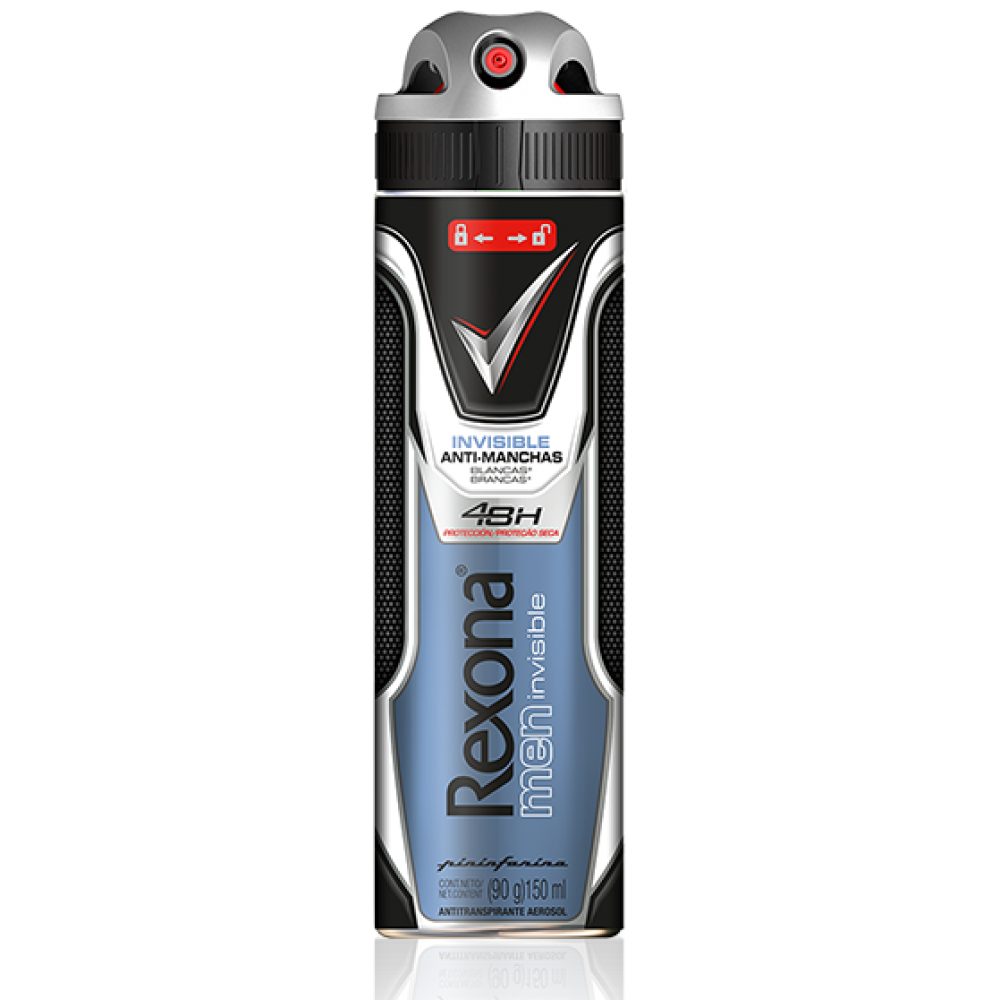 INVISIBLE
ANTI-MANCHAS
BLANCAS*
BRANCAS*
48H
PROTECCIÓN/PROTEÇÃO SECA
Rexona®
men invisible
pininfarina
CONT.NETO/
NET.CONTENT (90 g)150 ml
ANTITRANSPIRANTE AEROSOL